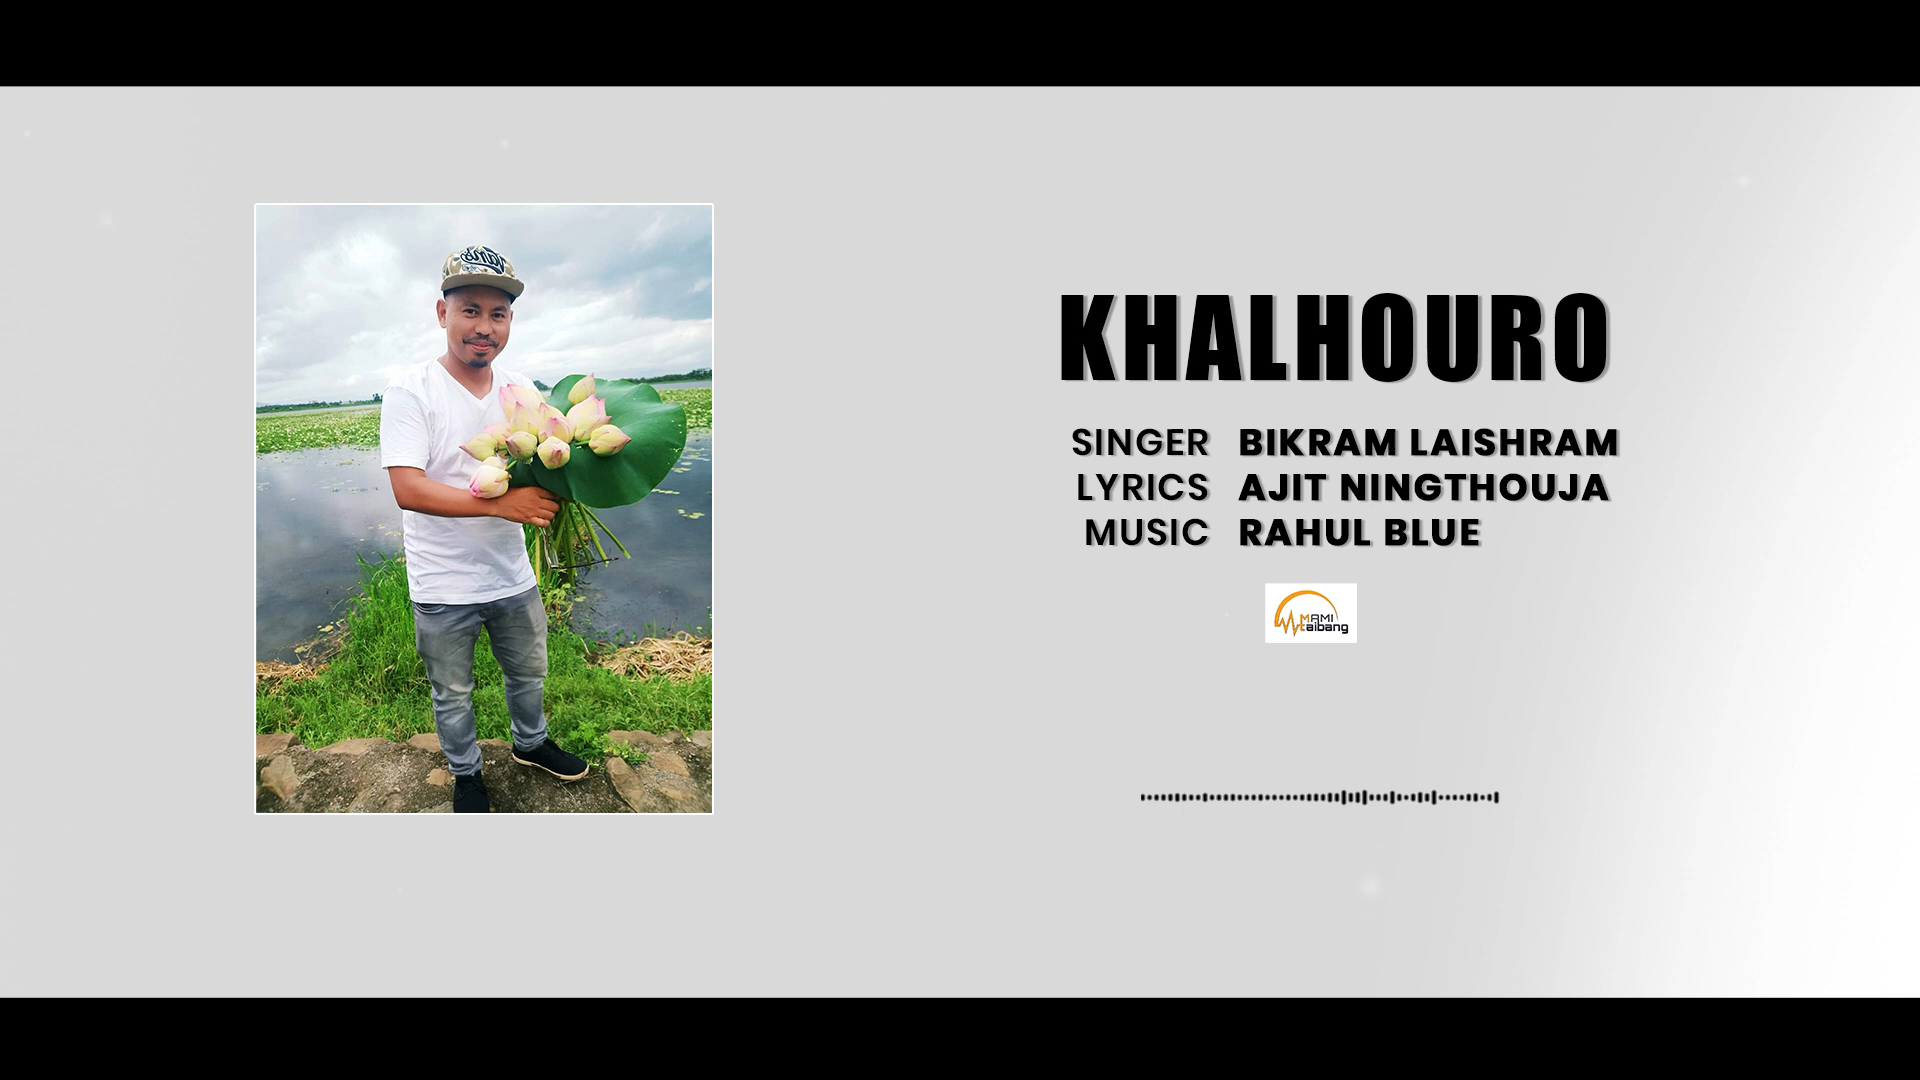 KHALHOURO
SINGER BIKRAM LAISHRAM
LYRICS AJIT NINGTHOUJA
MUSIC RAHUL BLUE
MAMI
taibang